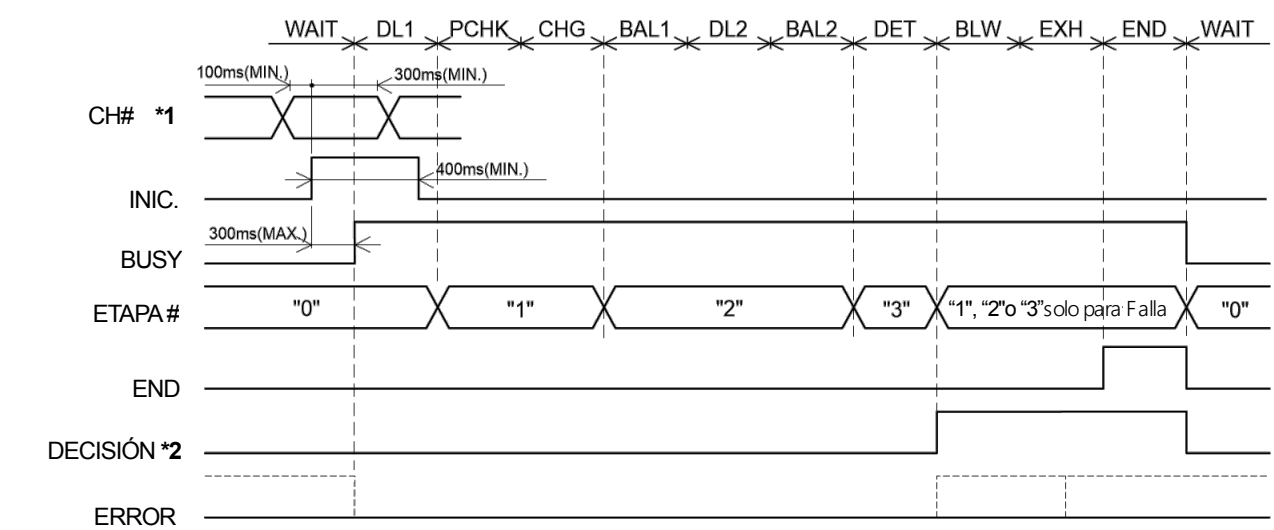 WAIT DL1 PCHK CHG BAL1 DL2 BAL2 DET BLW EXH END WAIT
100ms(MIN.) 300ms(MIN.)
CH# *1
400ms(MIN.)
INIC.
300ms(MAX.)
BUSY
ETAPA # "0" "1" "2" "3" “1", “2"o “3”solo para Falla "0"
END
DECISIÓN *2
ERROR